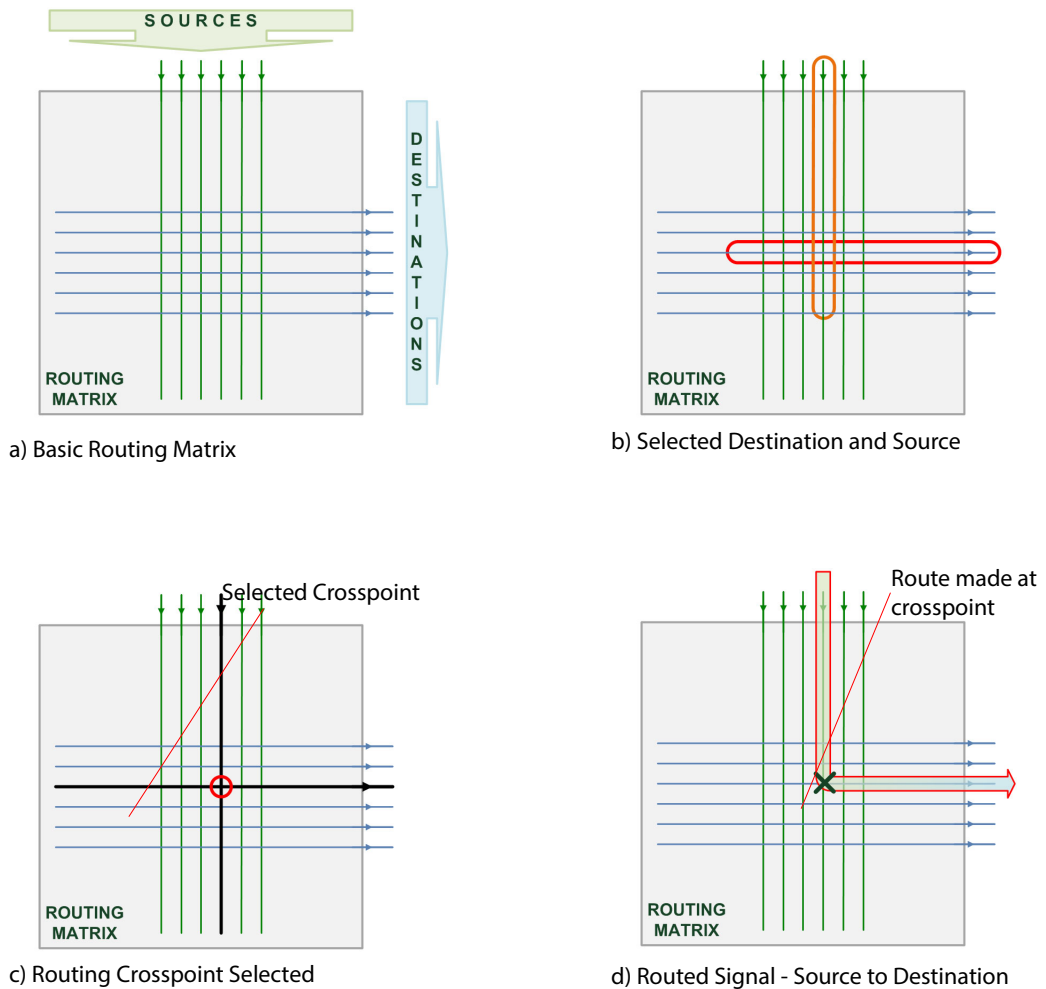 SOURCES
DESTINATIONS
ROUTING
MATRIX
a) Basic Routing Matrix
ROUTING
MATRIX
b) Selected Destination and Source
Selected Crosspoint
ROUTING
MATRIX
c) Routing Crosspoint Selected
Route made at
crosspoint
ROUTING
MATRIX
d) Routed Signal - Source to Destination